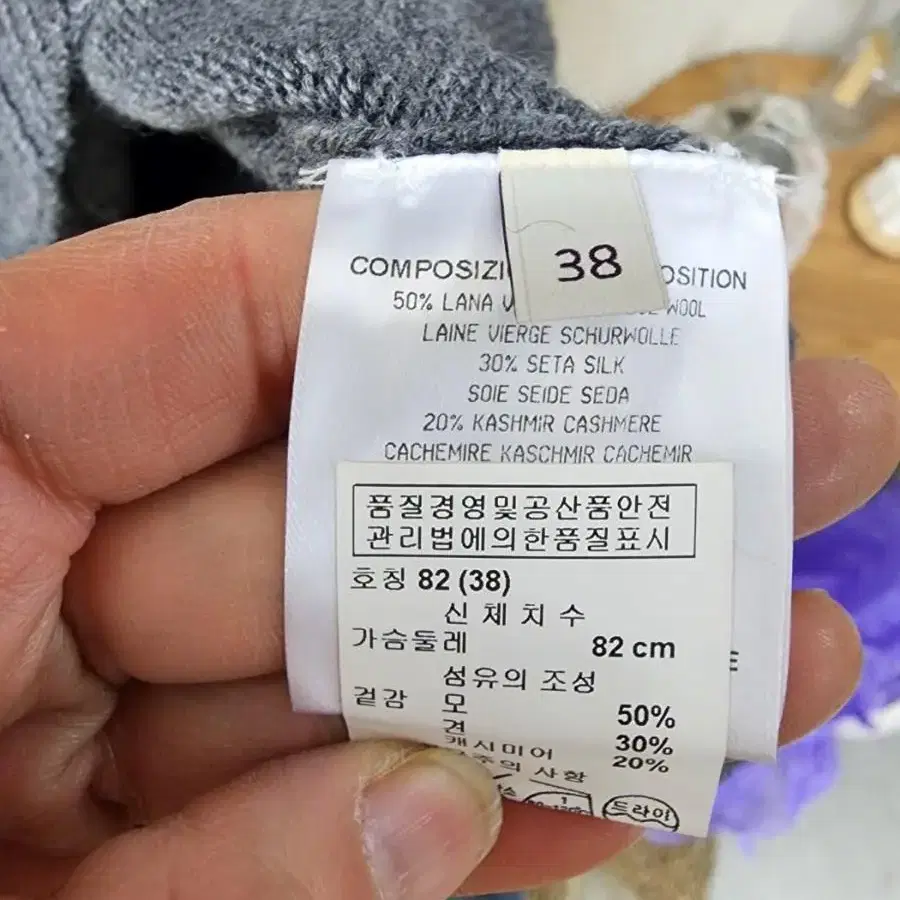 38
50% LANA WOOL
LAINE VIERGE SCHURWOLLE
30% SETA SILK
SOIE SEIDE SEDA
20% KASHMIR CASHMERE
CACHEMIRE KASCHMIR CACHEMIR
품질경영및공산품안전
관리법에의한품질표시
호칭 82 (38)
신 체 치 수
가슴둘레 82 cm
섬유의 조성
겉감 모 50%
견 30%
캐시미어 20%
사항
드라이